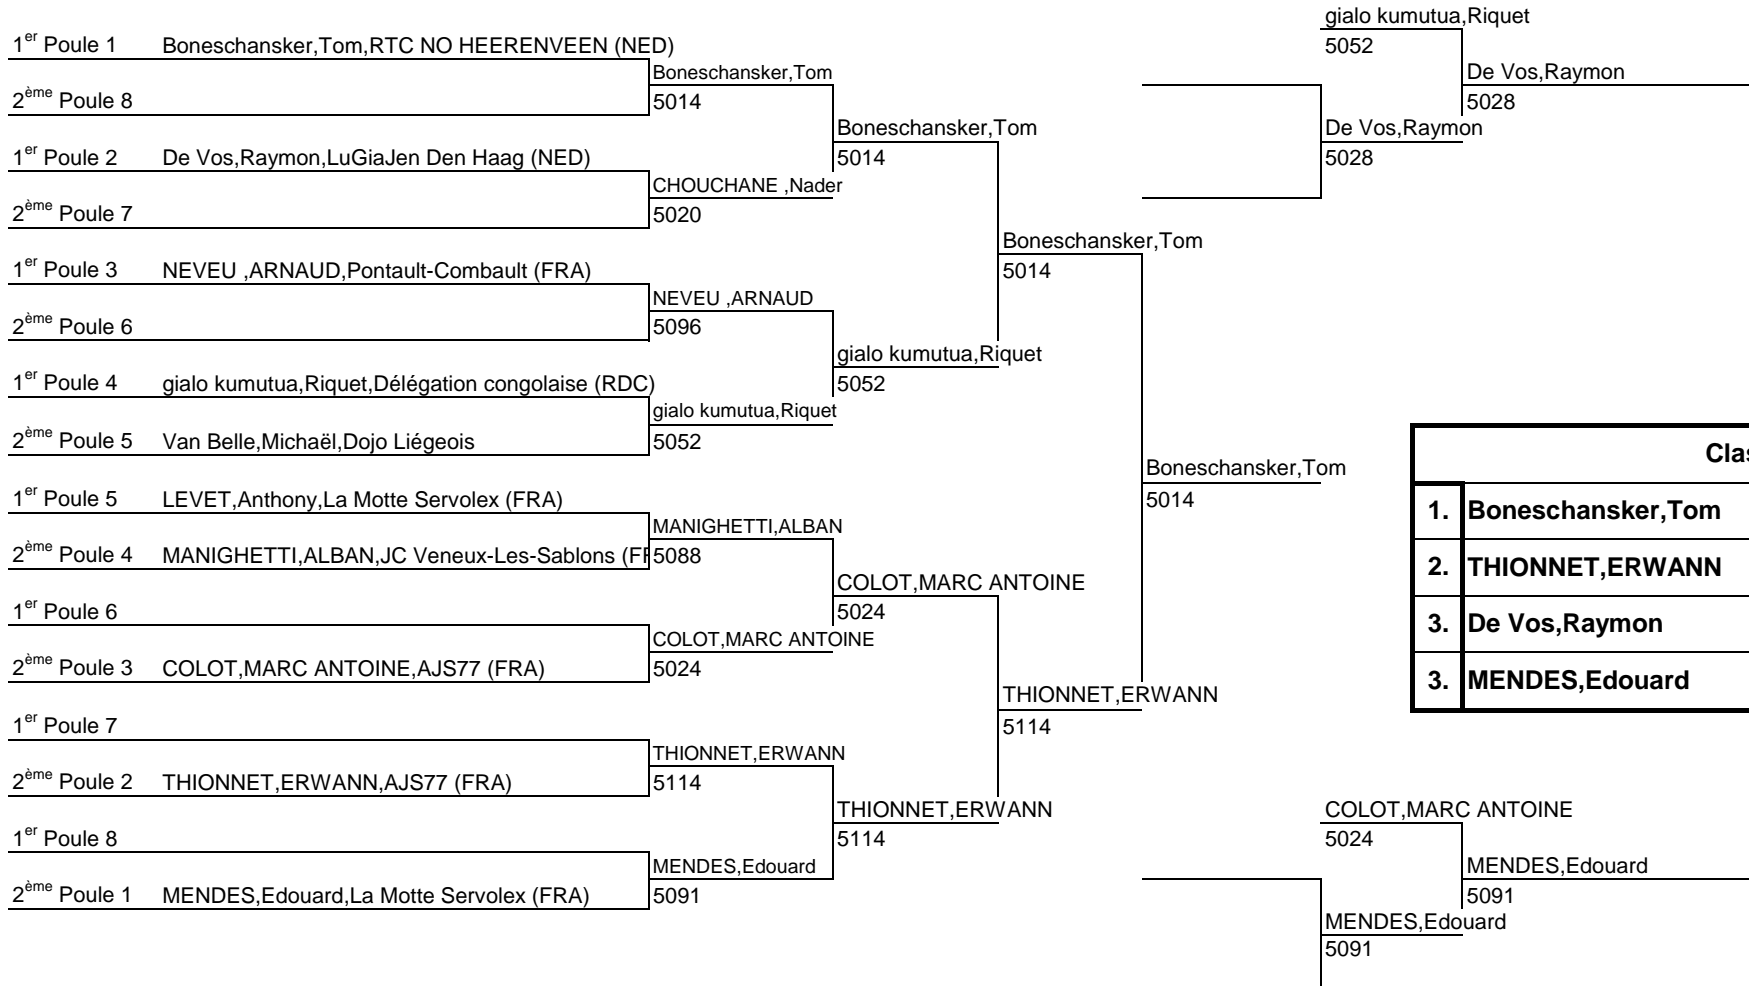 1er Poule 1 Boneschansker,Tom,RTC NO HEERENVEEN (NED)
2ème Poule 8
1er Poule 2 De Vos,Raymon,LuGiaJen Den Haag (NED)
2ème Poule 7
1er Poule 3 NEVEU ,ARNAUD,Pontault-Combault (FRA)
2ème Poule 6
1er Poule 4 gialo kumutua,Riquet,Délégation congolaise (RDC)
2ème Poule 5 Van Belle,Michaël,Dojo Liégeois
1er Poule 5 LEVET,Anthony,La Motte Servolex (FRA)
2ème Poule 4 MANIGHETTI,ALBAN,JC Veneux-Les-Sablons (FR
1er Poule 6
2ème Poule 3 COLOT,MARC ANTOINE,AJS77 (FRA)
1er Poule 7
2ème Poule 2 THIONNET,ERWANN,AJS77 (FRA)
1er Poule 8
2ème Poule 1 MENDES,Edouard,La Motte Servolex (FRA)
Boneschansker,Tom
5014
CHOUCHANE ,Nader
5020
NEVEU ,ARNAUD
5096
gialo kumutua,Riquet
5052
MANIGHETTI,ALBAN
5088
COLOT,MARC ANTOINE
5024
THIONNET,ERWANN
5114
MENDES,Edouard
5091
Boneschansker,Tom
5014
gialo kumutua,Riquet
5052
COLOT,MARC ANTOINE
5024
THIONNET,ERWANN
5114
Boneschansker,Tom
5014
THIONNET,ERWANN
5114
Boneschansker,Tom
5014
gialo kumutua,Riquet
5052
De Vos,Raymon
5028
De Vos,Raymon
5028
Clas
1. Boneschansker,Tom
2. THIONNET,ERWANN
3. De Vos,Raymon
3. MENDES,Edouard
COLOT,MARC ANTOINE
5024
MENDES,Edouard
5091
MENDES,Edouard
5091